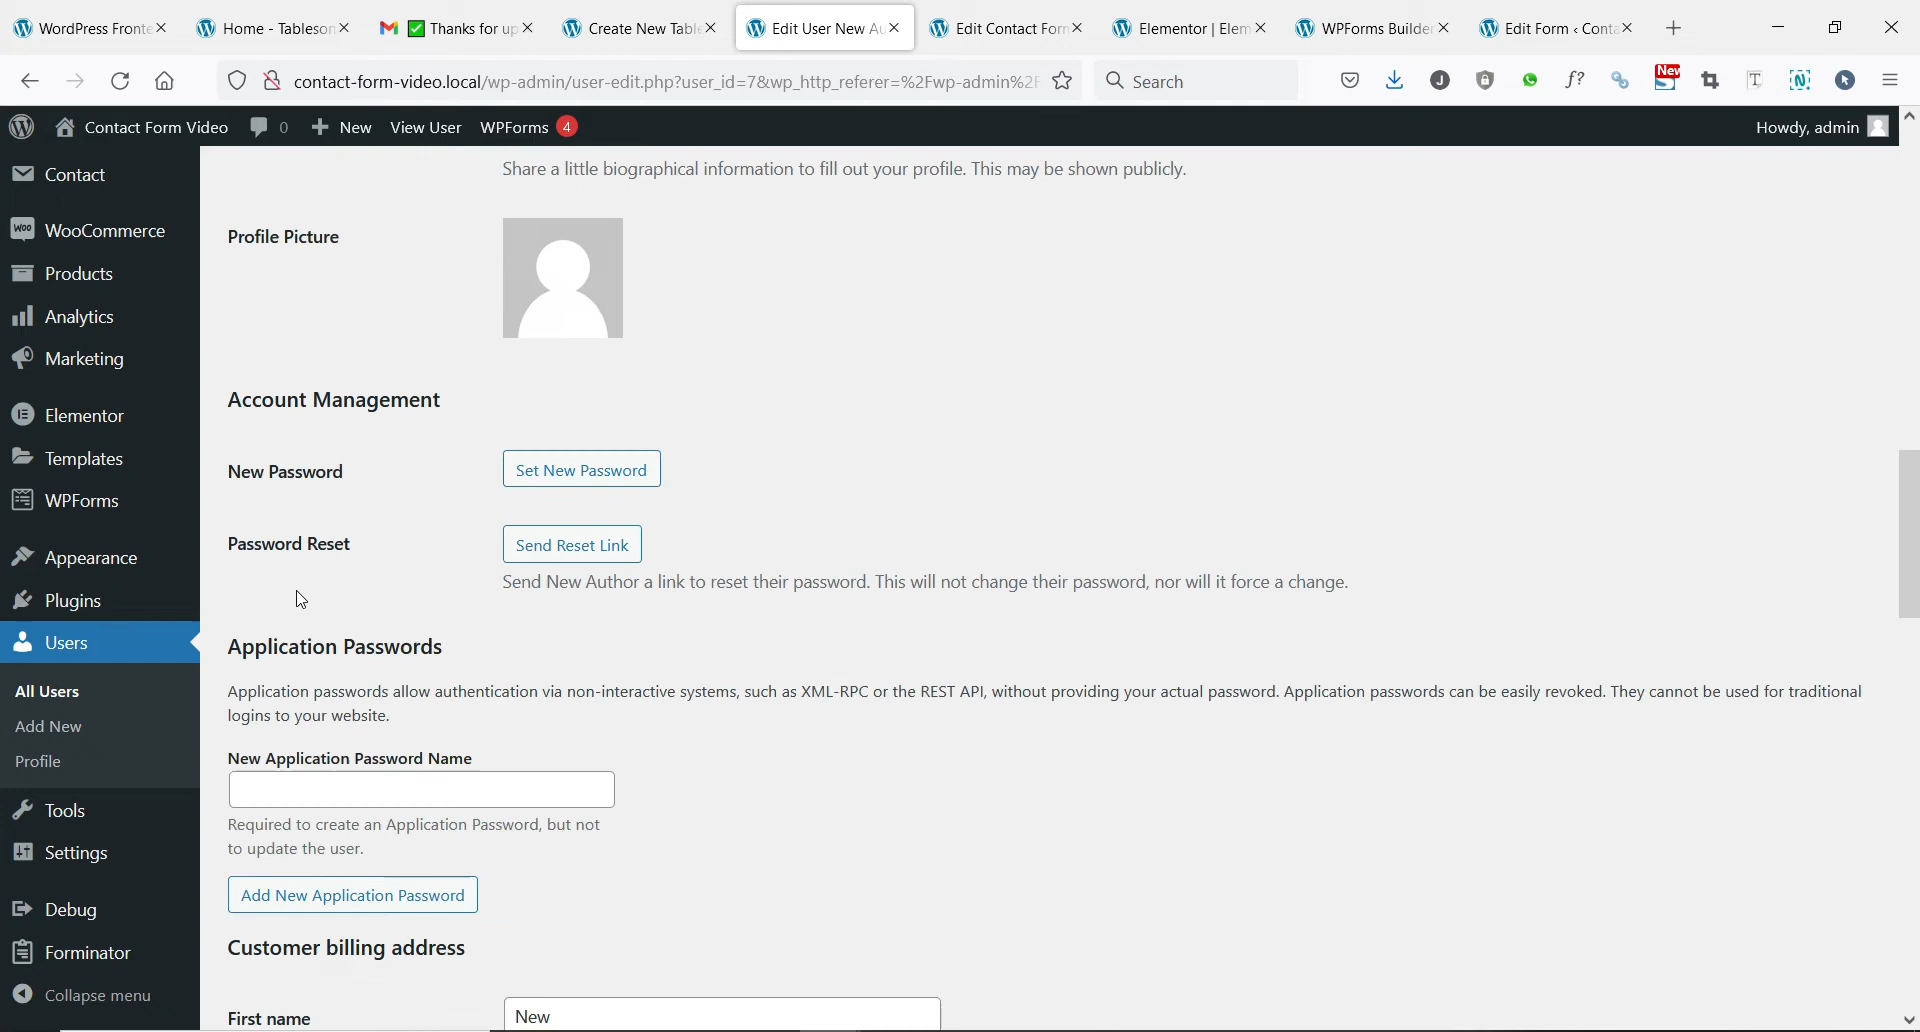 WordPress Fronte
Home - Tableson
Thanks for up
Create New Table
Edit User New Au
Edit Contact Form
Elementor | Elem
WPForms Builder
Edit Form ‹ Conta
contact-form-video.local/wp-admin/user-edit.php?user_id=7&wp_http_referer=%2Fwp-admin%2F
Search
J
f?
New
T
N
Contact Form Video
0
New
View User
WPForms
4
Howdy, admin
Contact
Woo
WooCommerce
Products
Analytics
Marketing
Elementor
Templates
WPForms
Appearance
Plugins
Users
All Users
Add New
Profile
Tools
Settings
Debug
Forminator
Collapse menu
Share a little biographical information to fill out your profile. This may be shown publicly.
Profile Picture
Account Management
New Password
Set New Password
Password Reset
Send Reset Link
Send New Author a link to reset their password. This will not change their password, nor will it force a change.
Application Passwords
Application passwords allow authentication via non-interactive systems, such as XML-RPC or the REST API, without providing your actual password. Application passwords can be easily revoked. They cannot be used for traditional
logins to your website.
New Application Password Name
Required to create an Application Password, but not
to update the user.
Add New Application Password
Customer billing address
First name
New